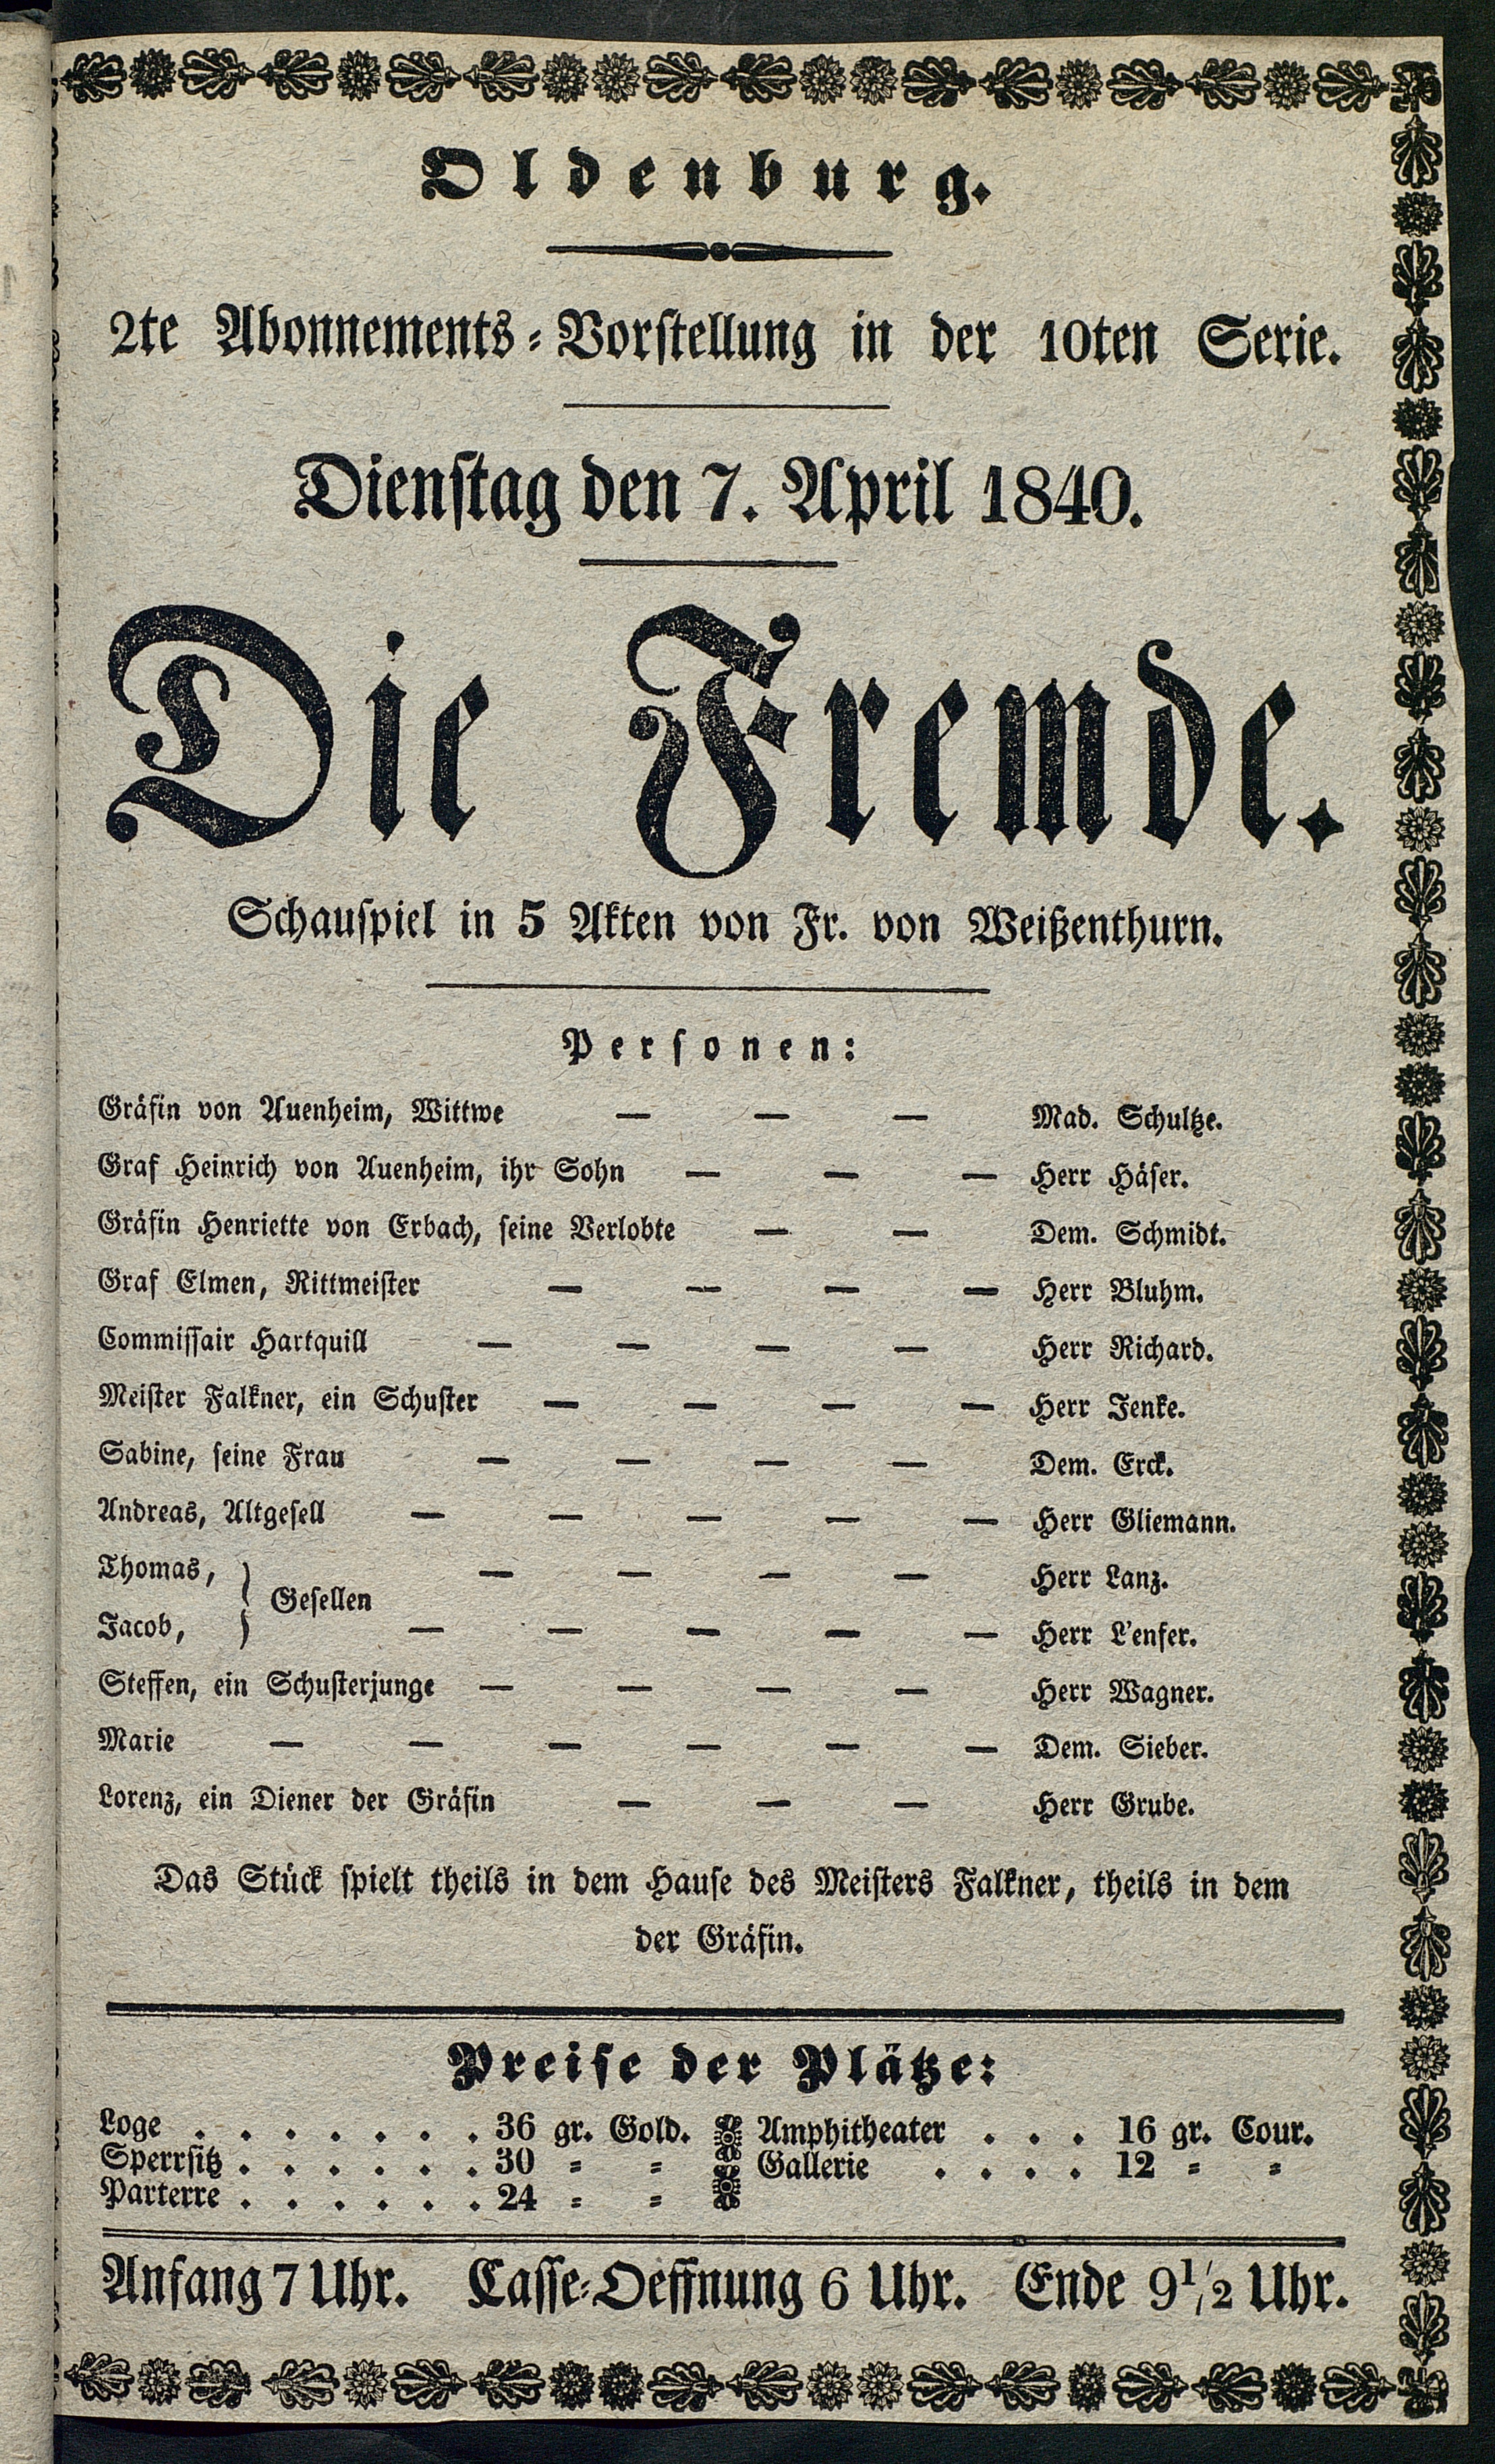 Oldenburg.
2te Abonnements-Vorstellung in der 10ten Serie.
Dienstag den 7. April 1840.
Die Fremde.
Schauspiel in 5 Akten von Fr. von Weißenthurn.
Personen:
Gräfin von Auenheim, Wittwe — — — Mad. Schultze.
Graf Heinrich von Auenheim, ihr Sohn — — — Herr Häser.
Gräfin Henriette von Erbach, seine Verlobte — — Dem. Schmidt.
Graf Elmen, Rittmeister — — — — Herr Bluhm.
Commissair Hartquill — — — — Herr Richard.
Meister Falkner, ein Schuster — — — — Herr Jenke.
Sabine, seine Frau — — — — Dem. Erck.
Andreas, Altgesell — — — — — Herr Gliemann.
Thomas, — — — — Herr Lanz.
} Gesellen
Jacob, — — — — — Herr L'enfer.
Steffen, ein Schusterjunge — — — — Herr Wagner.
Marie — — — — — — Dem. Sieber.
Lorenz, ein Diener der Gräfin — — — Herr Grube.
Das Stück spielt theils in dem Hause des Meisters Falkner, theils in dem
der Gräfin.
Preise der Plätze:
Loge . . . . . . . 36 gr. Gold. Amphitheater . . . 16 gr. Cour.
Sperrsitz . . . . . . 30 = = Gallerie . . . . 12 = =
Parterre . . . . . . 24 = =
Anfang 7 Uhr. Casse-Oeffnung 6 Uhr. Ende 9 1/2 Uhr.